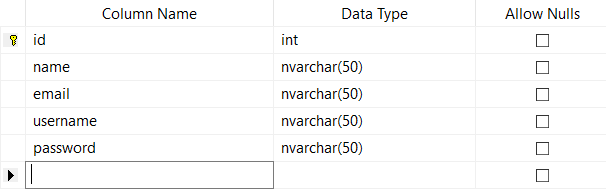 Column Name Data Type Allow Nulls
id int
name nvarchar(50)
email nvarchar(50)
username nvarchar(50)
password nvarchar(50)